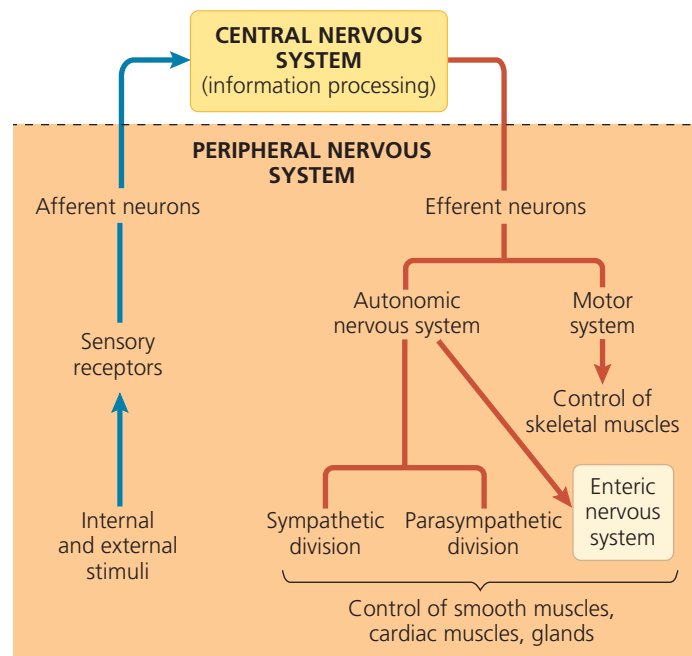 CENTRAL NERVOUS
SYSTEM
(information processing)
PERIPHERAL NERVOUS
SYSTEM
Afferent neurons
Efferent neurons
Autonomic
nervous system
Motor
system
Sensory
receptors
Control of
skeletal muscles
Internal
and external
stimuli
Sympathetic
division
Parasympathetic
division
Enteric
nervous
system
Control of smooth muscles,
cardiac muscles, glands